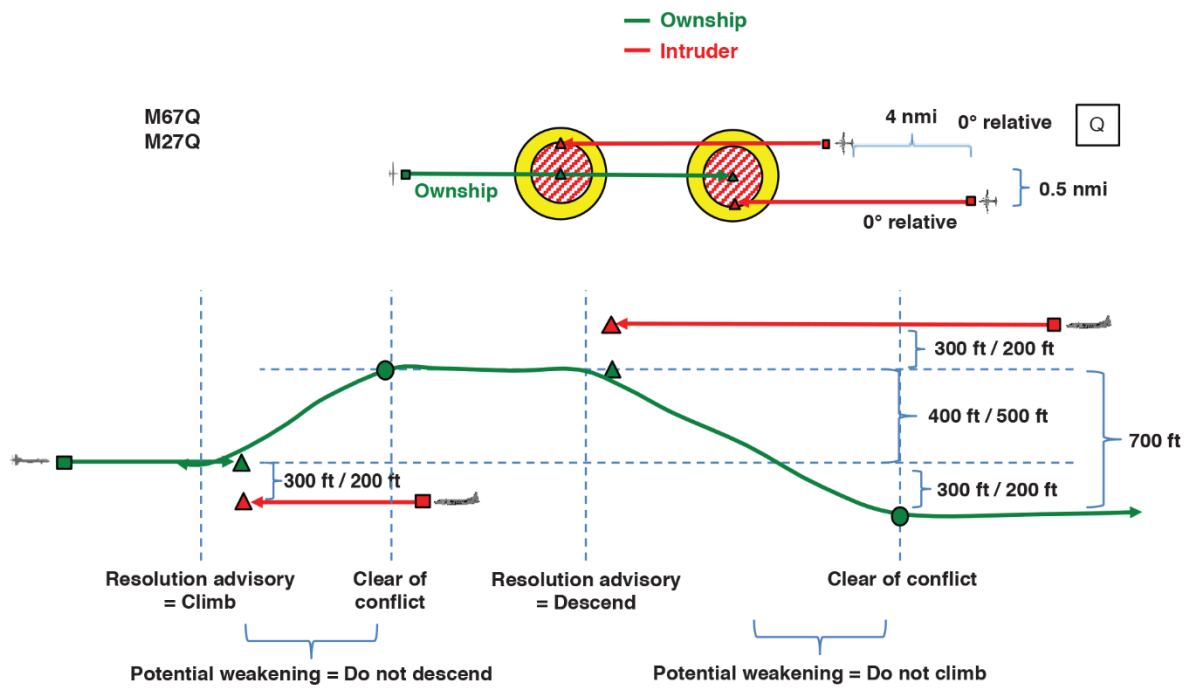 Ownship
Intruder
M67Q
M27Q
4 nmi
0° relative
Q
Ownship
0.5 nmi
0° relative
300 ft / 200 ft
400 ft / 500 ft
700 ft
300 ft / 200 ft
300 ft / 200 ft
Resolution advisory
= Climb
Clear of
conflict
Resolution advisory
= Descend
Clear of conflict
Potential weakening = Do not descend
Potential weakening = Do not climb